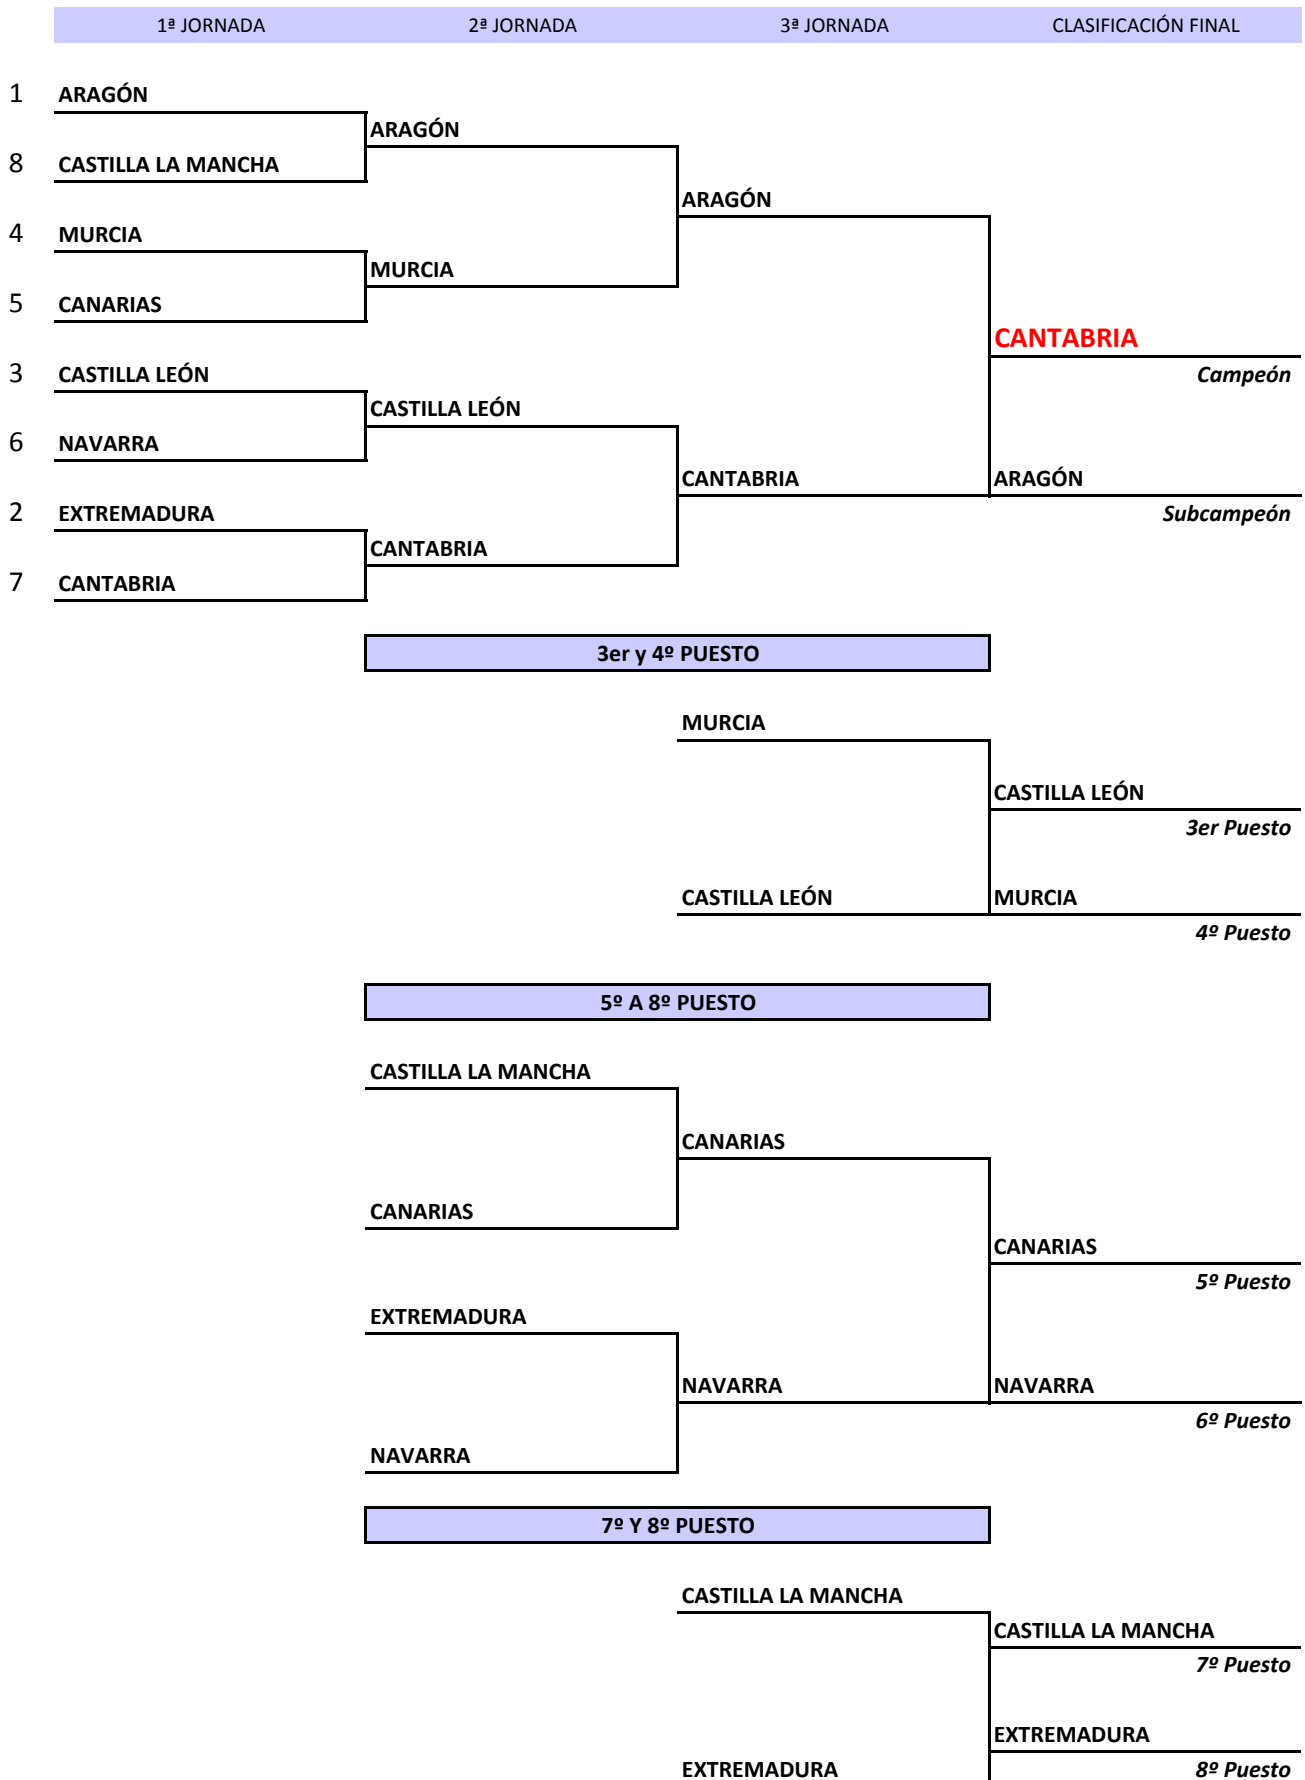 1ª JORNADA 2ª JORNADA 3ª JORNADA CLASIFICACIÓN FINAL
1 ARAGÓN
ARAGÓN
8 CASTILLA LA MANCHA
ARAGÓN
4 MURCIA
MURCIA
5 CANARIAS
CANTABRIA
3 CASTILLA LEÓN Campeón
CASTILLA LEÓN
6 NAVARRA
CANTABRIA ARAGÓN
2 EXTREMADURA Subcampeón
CANTABRIA
7 CANTABRIA
3er y 4º PUESTO
MURCIA
CASTILLA LEÓN
3er Puesto
CASTILLA LEÓN MURCIA
4º Puesto
5º A 8º PUESTO
CASTILLA LA MANCHA
CANARIAS
CANARIAS
CANARIAS
5º Puesto
EXTREMADURA
NAVARRA NAVARRA
6º Puesto
NAVARRA
7º Y 8º PUESTO
CASTILLA LA MANCHA
CASTILLA LA MANCHA
7º Puesto
EXTREMADURA
EXTREMADURA 8º Puesto